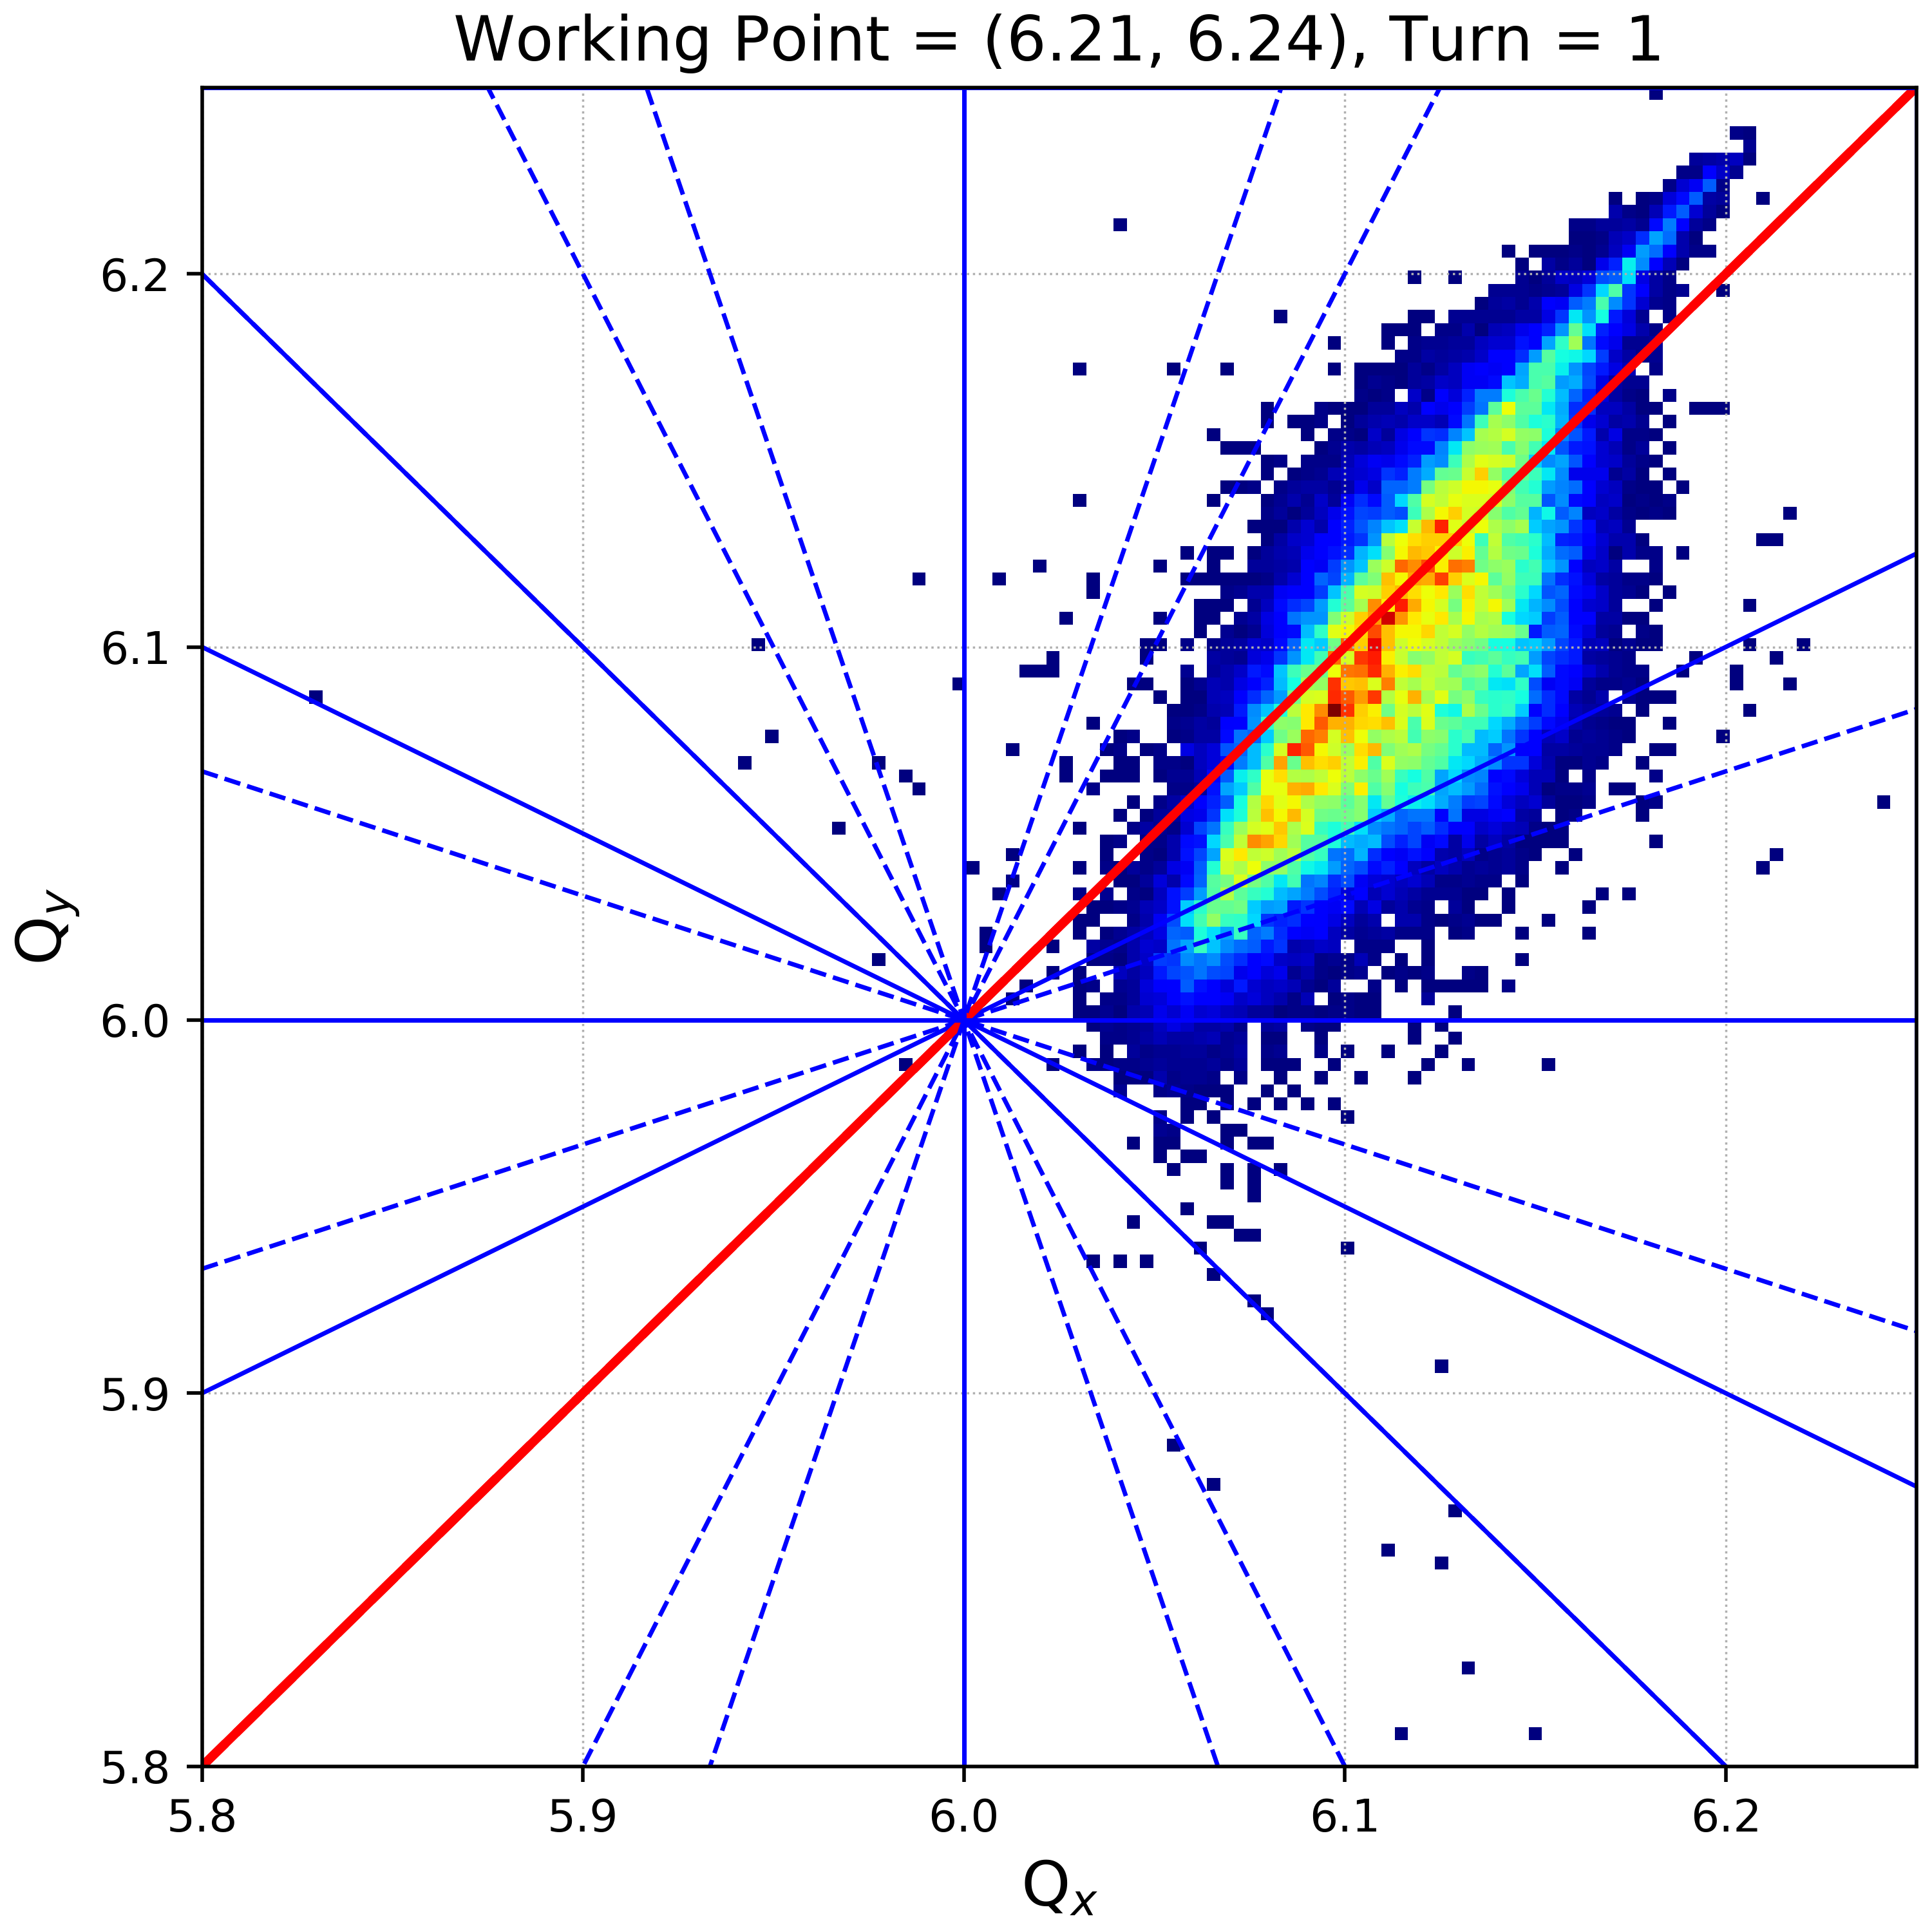 Working Point = (6.21, 6.24), Turn = 1
6.2
6.1
6.0
5.9
5.8
Qy
5.8 5.9 6.0 6.1 6.2
Qx